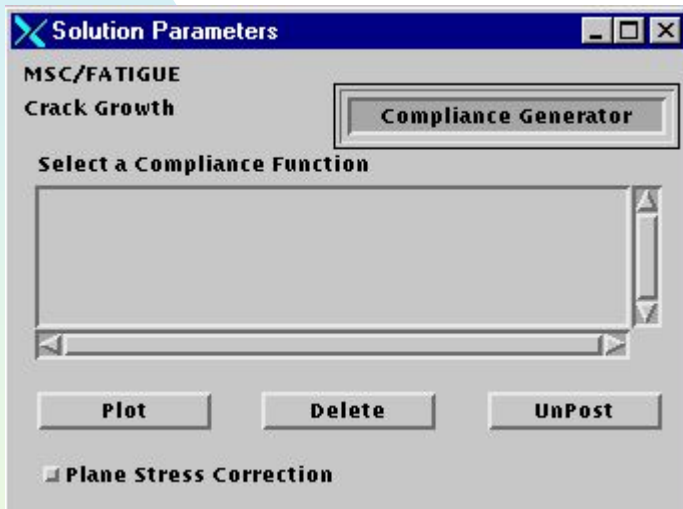 Solution Parameters
MSC/FATIGUE
Crack Growth
Compliance Generator
Select a Compliance Function
Plot Delete UnPost
Plane Stress Correction